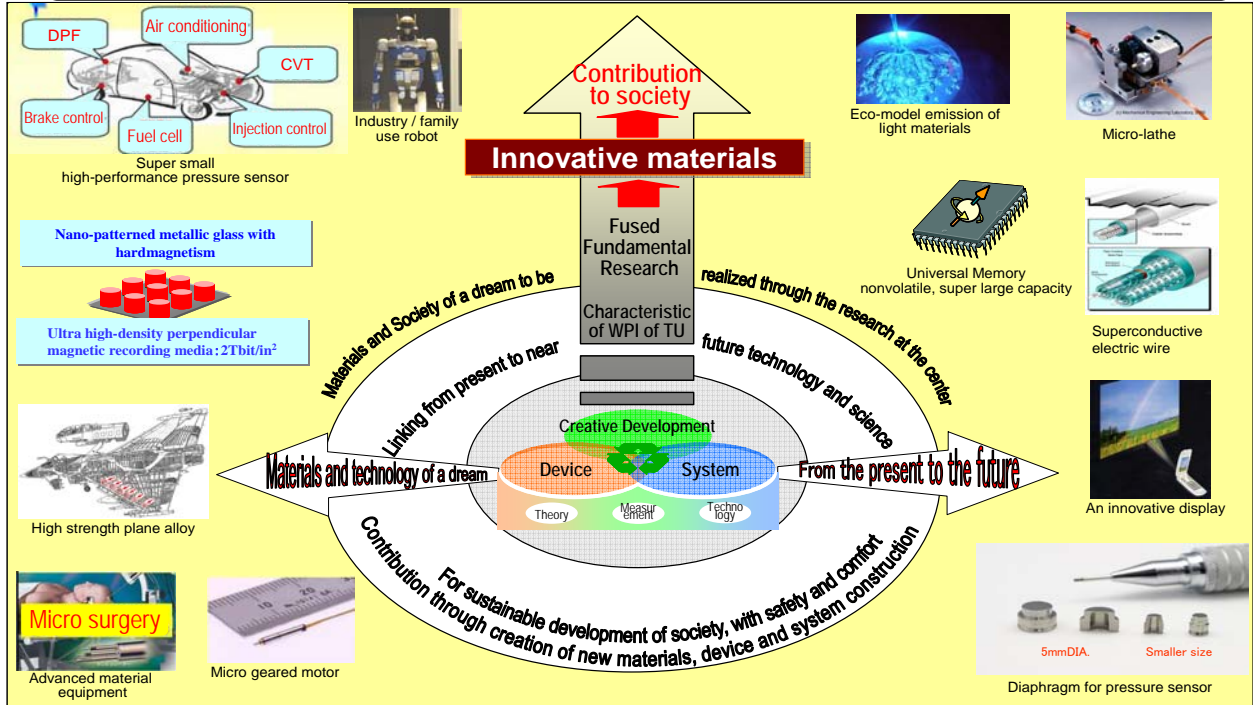 DPF
Air conditioning
CVT
Brake control
Fuel cell
Injection control
Super small
high-performance pressure sensor
Industry / family
use robot
Contribution
to society
Innovative materials
Fused
Fundamental
Research
Characteristic
of WPI of TU
Eco-model emission of
light materials
Micro-lathe
Nano-patterned metallic glass with
hardmagnetism
Ultra high-density perpendicular
magnetic recording media：2Tbit/in²
Universal Memory
nonvolatile, super large capacity
Superconductive
electric wire
Materials and Society of a dream to be
realized through the research at the center
Linking from present to near
future technology and science
Creative Development
Device
System
Theory
Measur
ement
Techno
logy
Materials and technology of a dream
From the present to the future
For sustainable development of society, with safety and comfort
Contribution through creation of new materials, device and system construction
High strength plane alloy
An innovative display
Micro surgery
Advanced material
equipment
10
20
Micro geared motor
5mmDIA.
Smaller size
Diaphragm for pressure sensor